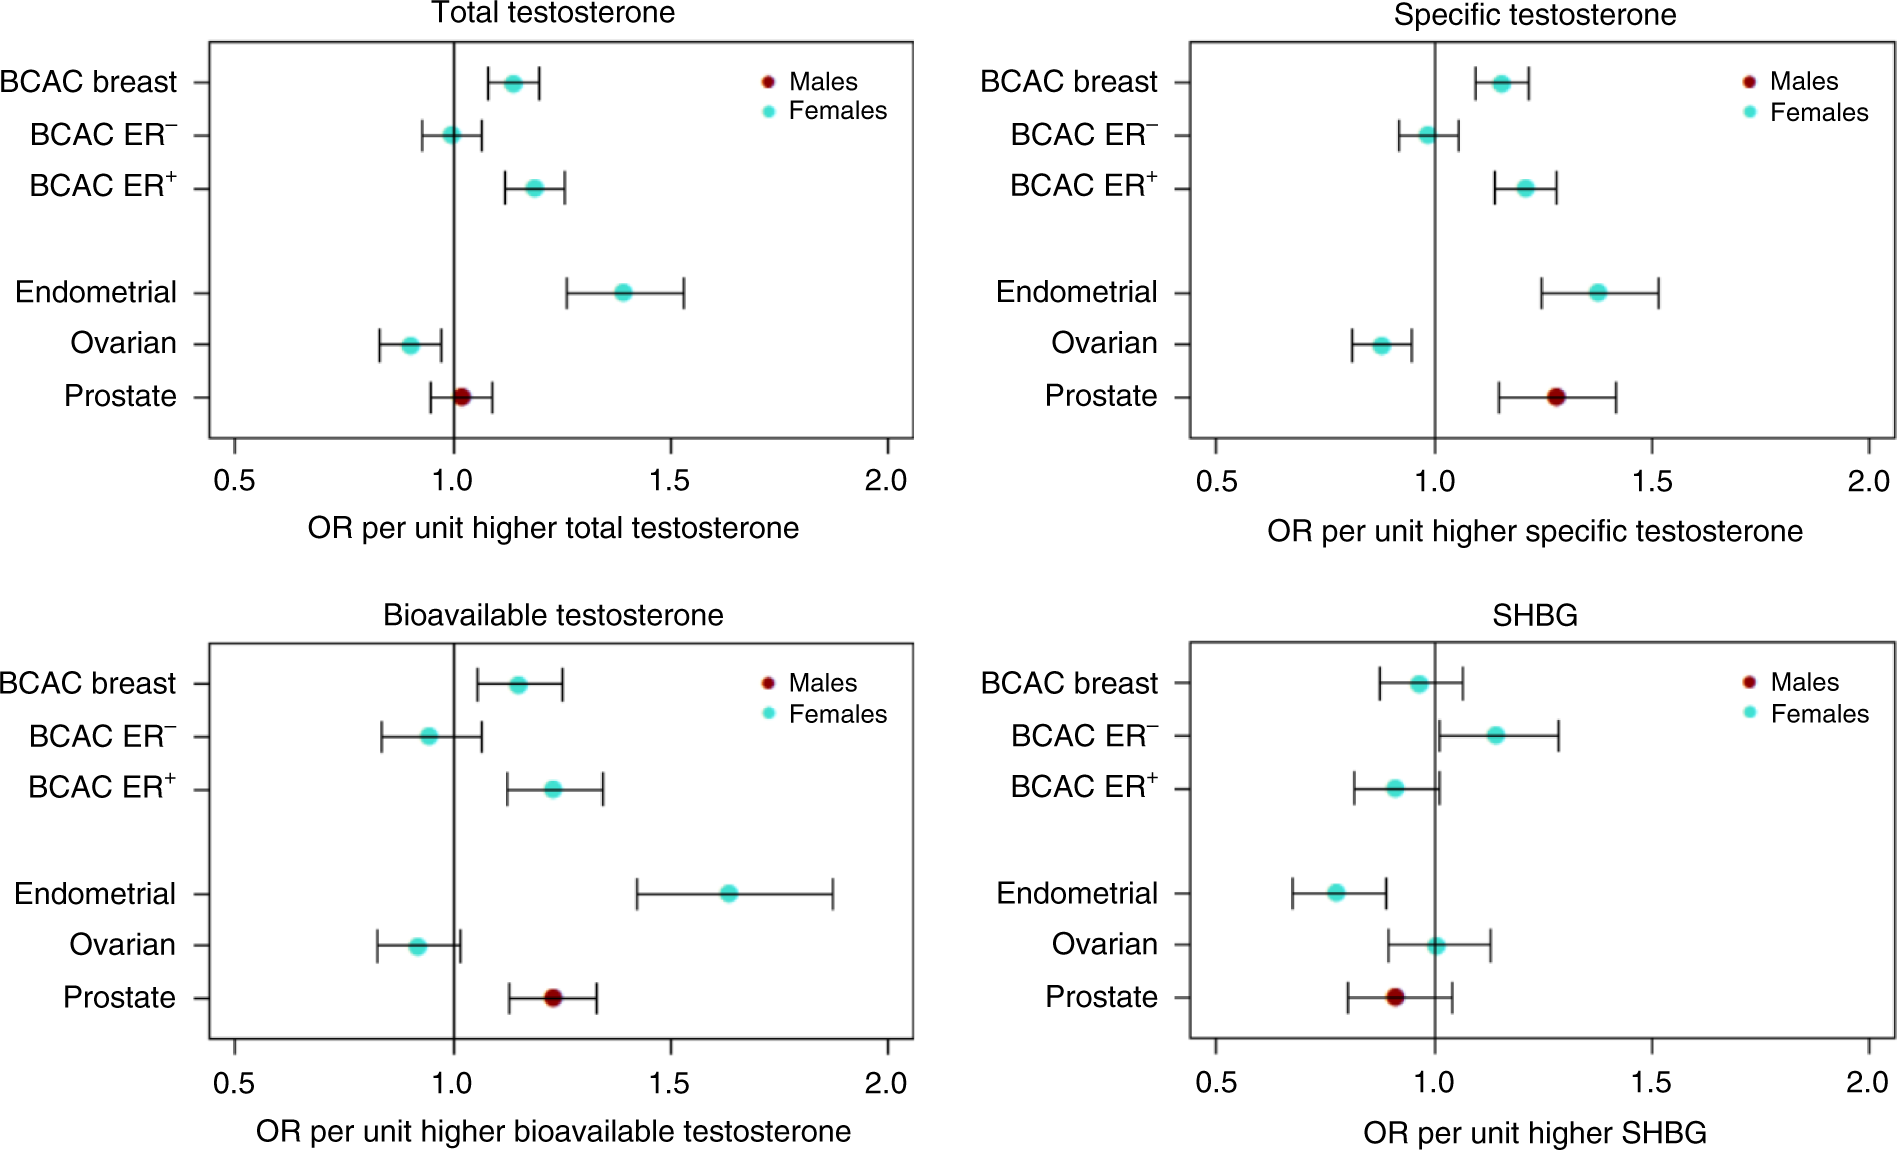 Total testosterone
BCAC breast
BCAC ER⁻
BCAC ER⁺
Endometrial
Ovarian
Prostate
Males
Females
0.5 1.0 1.5 2.0
OR per unit higher total testosterone
Specific testosterone
BCAC breast
BCAC ER⁻
BCAC ER⁺
Endometrial
Ovarian
Prostate
Males
Females
0.5 1.0 1.5 2.0
OR per unit higher specific testosterone
Bioavailable testosterone
BCAC breast
BCAC ER⁻
BCAC ER⁺
Endometrial
Ovarian
Prostate
Males
Females
0.5 1.0 1.5 2.0
OR per unit higher bioavailable testosterone
SHBG
BCAC breast
BCAC ER⁻
BCAC ER⁺
Endometrial
Ovarian
Prostate
Males
Females
0.5 1.0 1.5 2.0
OR per unit higher SHBG